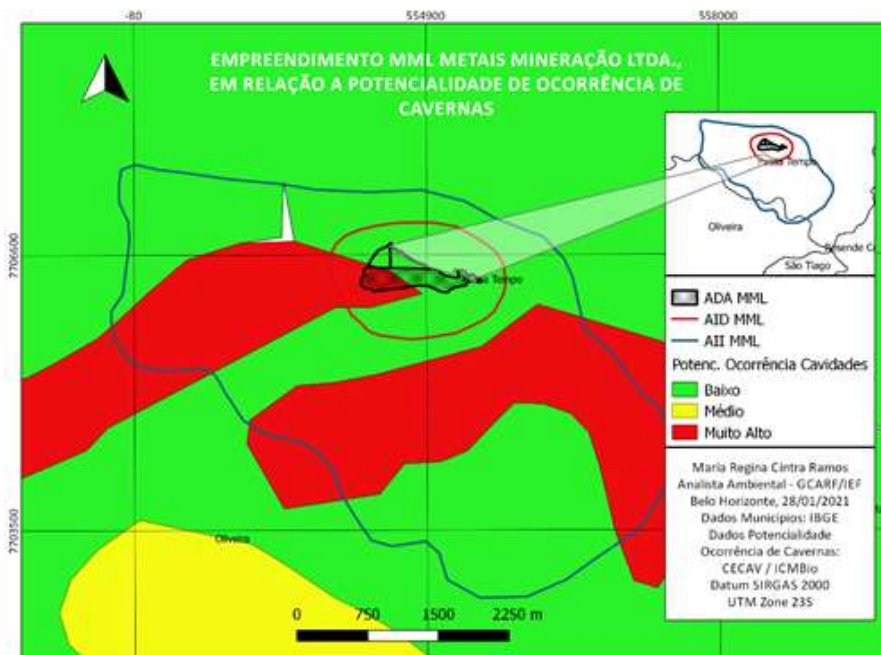 -80
554900
558000
EMPREENDIMENTO MML METAIS MINERAÇÃO LTDA.,
EM RELAÇÃO A POTENCIALIDADE DE OCORRÊNCIA DE
CAVERNAS
Tempo
Oliveira
Resende
São Tiago
7706600
Tempo
ADA MML
AID MML
AII MML
Potenc. Ocorrência Cavidades
Baixo
Médio
Muito Alto
Maria Regina Cintra Ramos
Analista Ambiental - GCARF/IEF
Belo Horizonte, 28/01/2021
Dados Municípios: IBGE
Dados Potencialidade
Ocorrência de Cavernas:
CECAV / ICMBio
Datum SIRGAS 2000
UTM Zone 23S
7703500
Oliveira
0 750 1500 2250 m